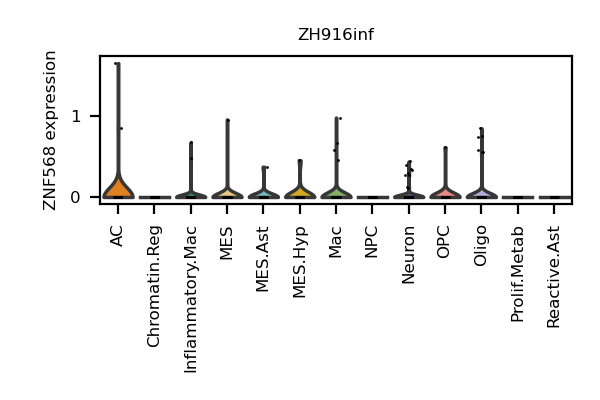 ZH916inf
ZNF568 expression
1
0
AC
Chromatin.Reg
Inflammatory.Mac
MES
MES.Ast
MES.Hyp
Mac
NPC
Neuron
OPC
Oligo
Prolif.Metab
Reactive.Ast